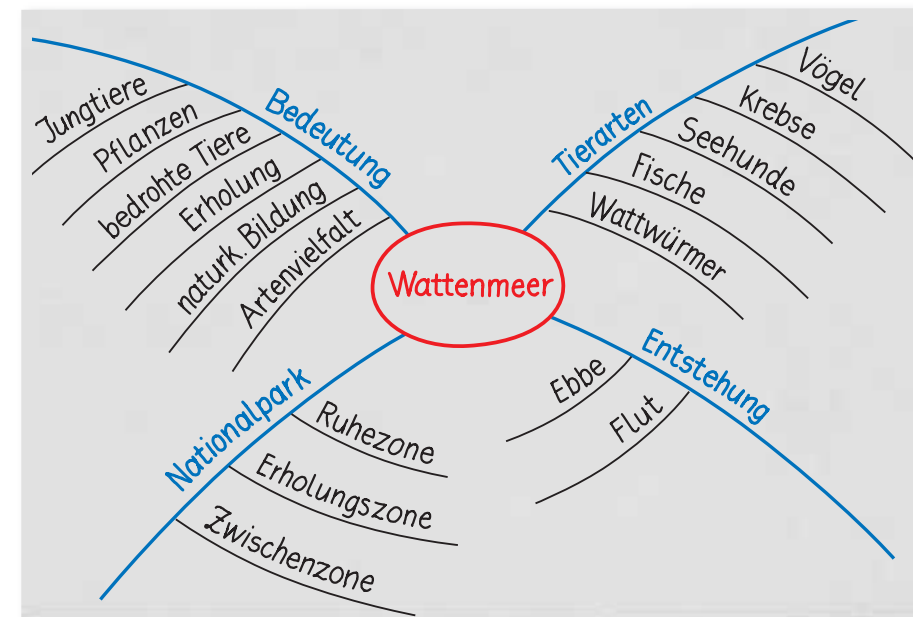 Wattenmeer
Bedeutung
Jungtiere
Pflanzen
bedrohte Tiere
Erholung
naturk. Bildung
Artenvielfalt
Tierarten
Vögel
Krebse
Seehunde
Fische
Wattwürmer
Nationalpark
Ruhezone
Erholungszone
Zwischenzone
Entstehung
Ebbe
Flut